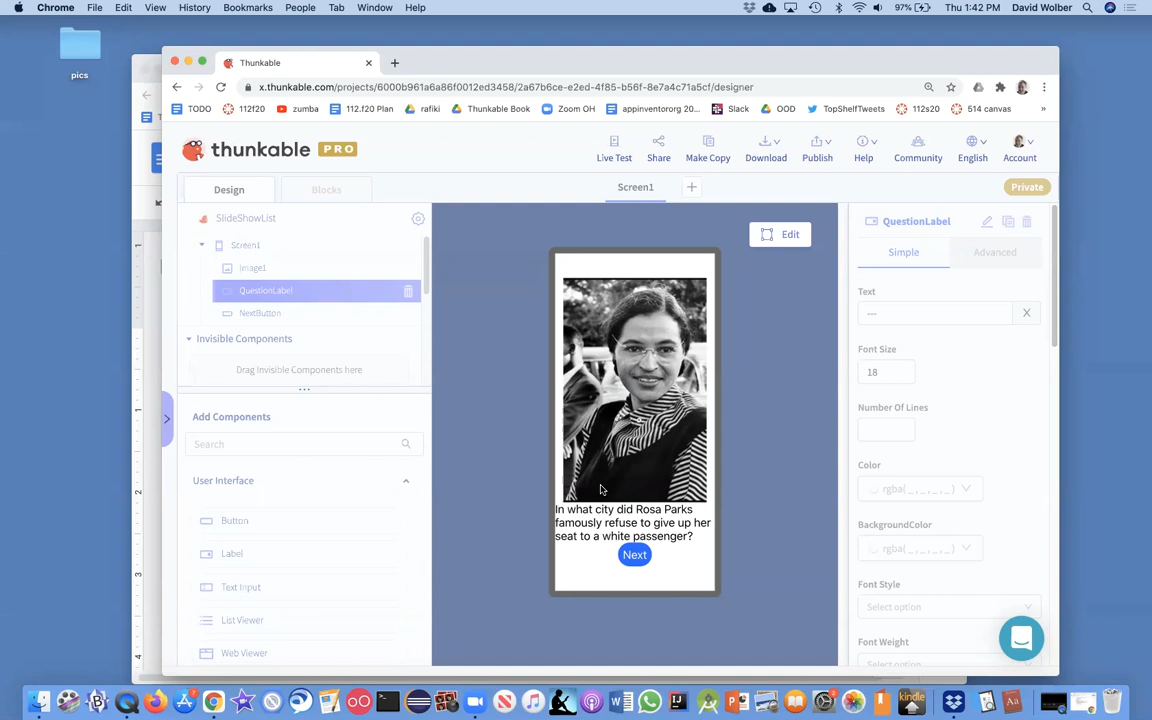 Chrome File Edit View History Bookmarks People Tab Window Help 97% Thu 1:42 PM David Wolber
pics
Thunkable
x.thunkable.com/projects/6000b961a6a86f0012ed3458/2a67b6ce-e2ed-4f85-b56f-8e7a4c71a5cf/designer
TODO 112f20 zumba 112.f20 Plan rafiki Thunkable Book Zoom OH appinventororg 20... Slack OOD TopShelfTweets 112s20 514 canvas »
thunkable PRO
Live Test Share Make Copy Download Publish Help Community English Account
Design Blocks Screen1 Private
SlideShowList
Screen1
Image1
QuestionLabel
NextButton
Invisible Components
Drag Invisible Components here
Add Components
Search
User Interface
Button
Label
Text Input
List Viewer
Web Viewer
Edit
In what city did Rosa Parks
famously refuse to give up her
seat to a white passenger?
Next
QuestionLabel
Simple Advanced
Text
---
X
Font Size
18
Number Of Lines
Color
rgba(_,_,_,_)
BackgroundColor
rgba(_,_,_,_)
Font Style
Select option
Font Weight
Select option
kindle